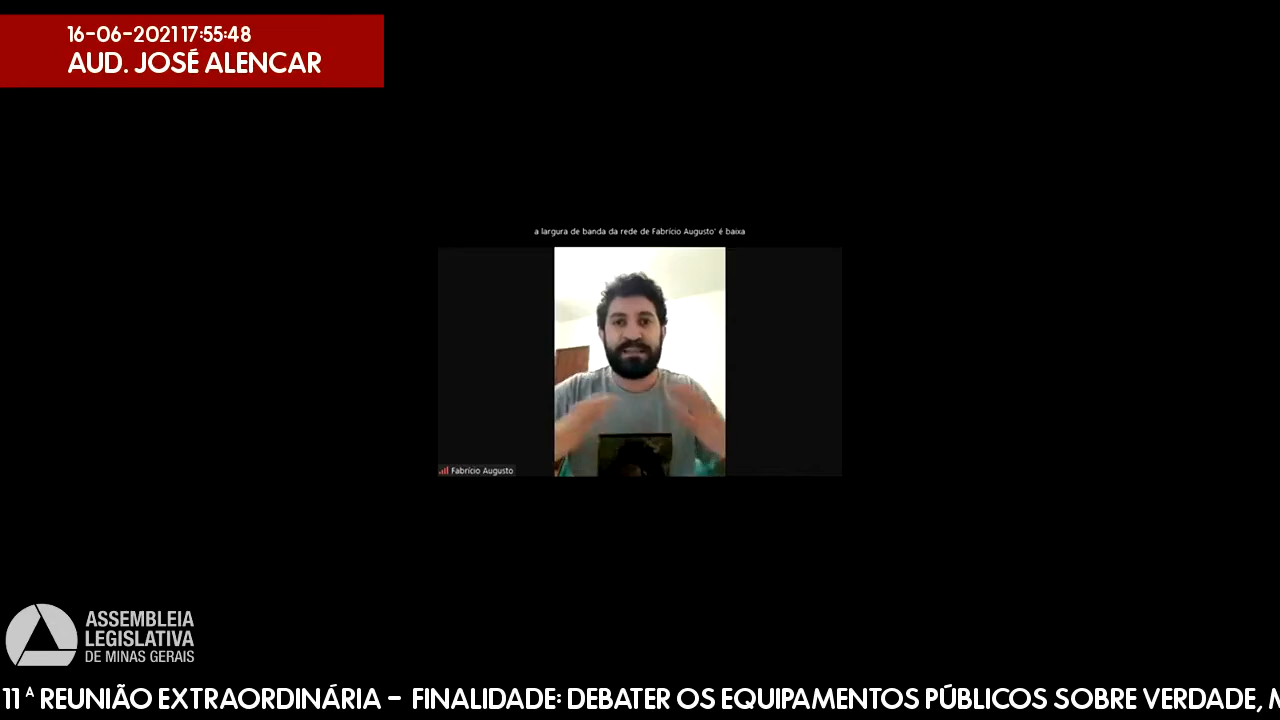 16-06-2021 17:55:48
AUD. JOSÉ ALENCAR
a largura de banda da rede de Fabrício Augusto' é baixa
Fabrício Augusto
ASSEMBLEIA
LEGISLATIVA
DE MINAS GERAIS
11ª REUNIÃO EXTRAORDINÁRIA - FINALIDADE: DEBATER OS EQUIPAMENTOS PÚBLICOS SOBRE VERDADE, M